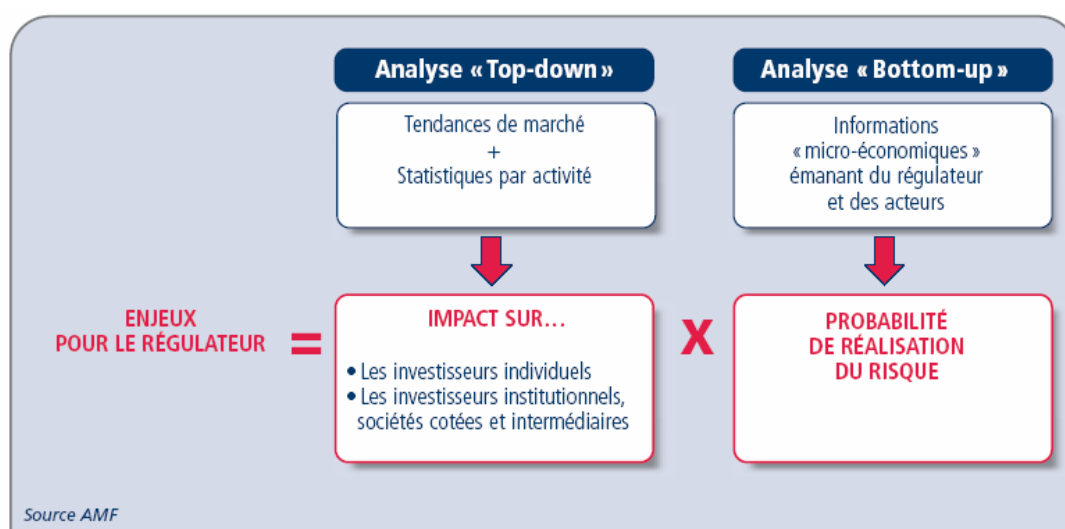 Analyse « Top-down »
Tendances de marché
+
Statistiques par activité
Analyse « Bottom-up »
Informations
« micro-économiques »
émanant du régulateur
et des acteurs
ENJEUX
POUR LE RÉGULATEUR
=
IMPACT SUR...
• Les investisseurs individuels
• Les investisseurs institutionnels,
sociétés cotées et intermédiaires
X
PROBABILITÉ
DE RÉALISATION
DU RISQUE
Source AMF